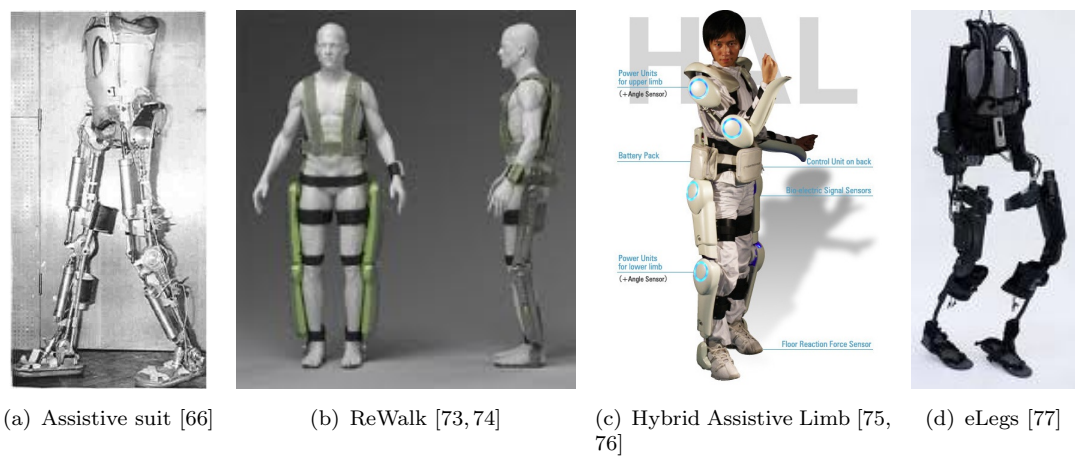 HAL
Power Units
for upper limb
(+Angle Sensor)
Battery Pack
Control Unit on back
Bio-electric Signal Sensors
Power Units
for lower limb
(+Angle Sensor)
Floor Reaction Force Sensor
(a) Assistive suit [66]
(b) ReWalk [73, 74]
(c) Hybrid Assistive Limb [75,
76]
(d) eLegs [77]